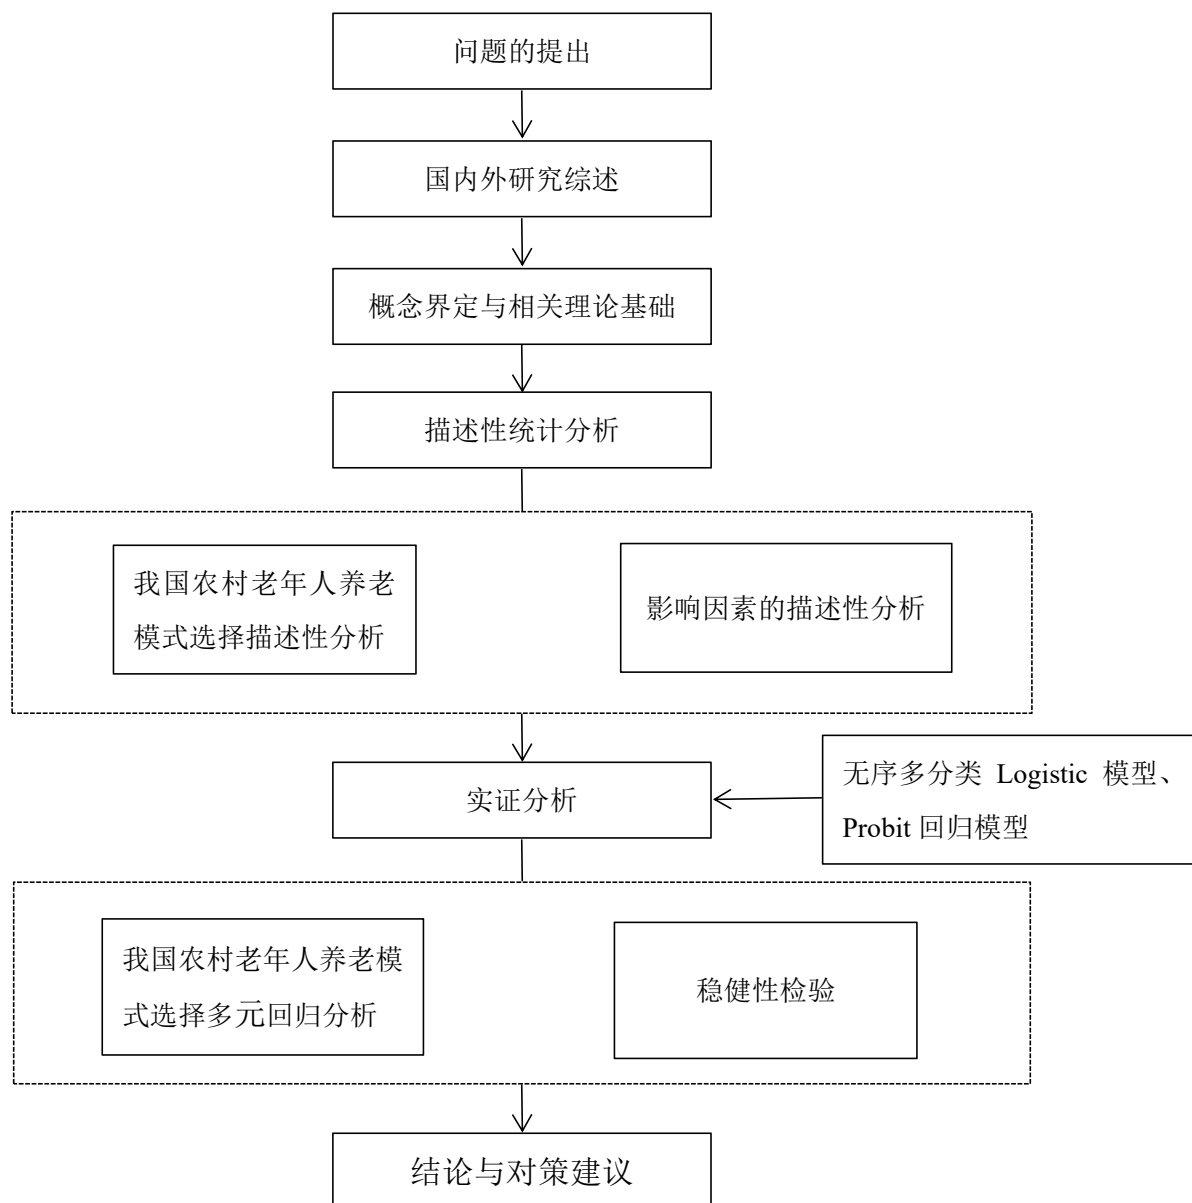 问题的提出
国内外研究综述
概念界定与相关理论基础
描述性统计分析
我国农村老年人养老
模式选择描述性分析
影响因素的描述性分析
实证分析
无序多分类 Logistic 模型、
Probit 回归模型
我国农村老年人养老模
式选择多元回归分析
稳健性检验
结论与对策建议